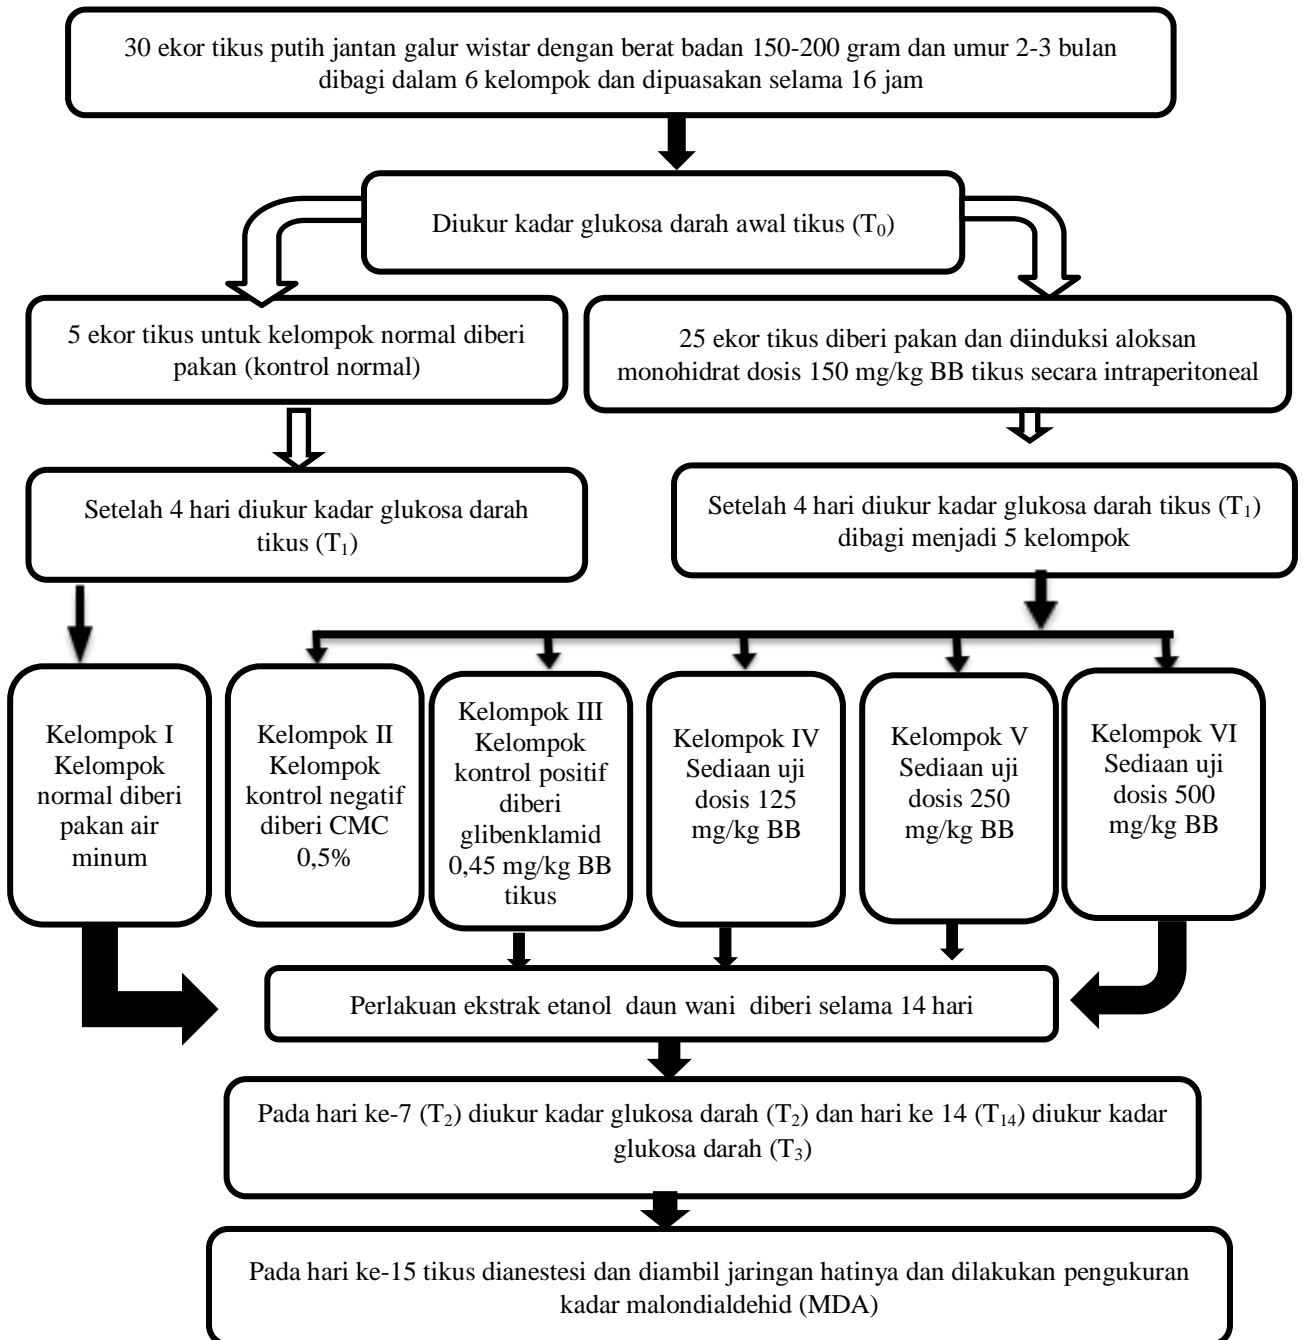 30 ekor tikus putih jantan galur wistar dengan berat badan 150-200 gram dan umur 2-3 bulan
dibagi dalam 6 kelompok dan dipuasakan selama 16 jam
Diukur kadar glukosa darah awal tikus (T₀)
5 ekor tikus untuk kelompok normal diberi
pakan (kontrol normal)
25 ekor tikus diberi pakan dan diinduksi aloksan
monohidrat dosis 150 mg/kg BB tikus secara intraperitoneal
Setelah 4 hari diukur kadar glukosa darah
tikus (T₁)
Setelah 4 hari diukur kadar glukosa darah tikus (T₁)
dibagi menjadi 5 kelompok
Kelompok I
Kelompok
normal diberi
pakan air
minum
Kelompok II
Kelompok
kontrol negatif
diberi CMC
0,5%
Kelompok III
Kelompok
kontrol positif
diberi
glibenklamid
0,45 mg/kg BB
tikus
Kelompok IV
Sediaan uji
dosis 125
mg/kg BB
Kelompok V
Sediaan uji
dosis 250
mg/kg BB
Kelompok VI
Sediaan uji
dosis 500
mg/kg BB
Perlakuan ekstrak etanol daun wani diberi selama 14 hari
Pada hari ke-7 (T₂) diukur kadar glukosa darah (T₂) dan hari ke 14 (T₁₄) diukur kadar
glukosa darah (T₃)
Pada hari ke-15 tikus dianestesi dan diambil jaringan hatinya dan dilakukan pengukuran
kadar malondialdehid (MDA)